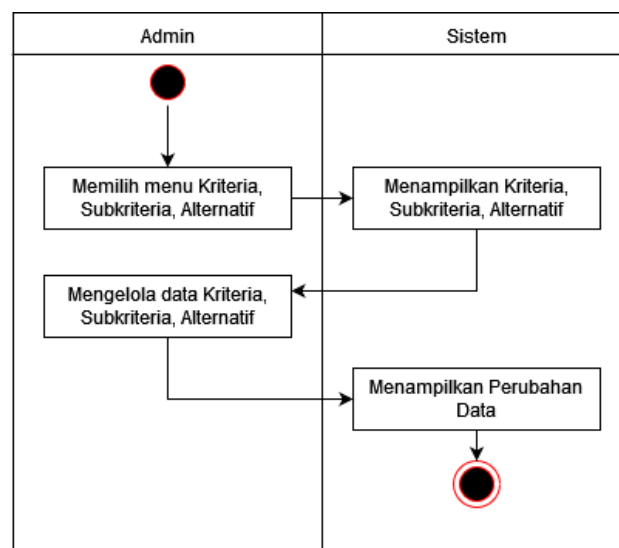 Admin
Sistem
Memilih menu Kriteria,
Subkriteria, Alternatif
Menampilkan Kriteria,
Subkriteria, Alternatif
Mengelola data Kriteria,
Subkriteria, Alternatif
Menampilkan Perubahan
Data